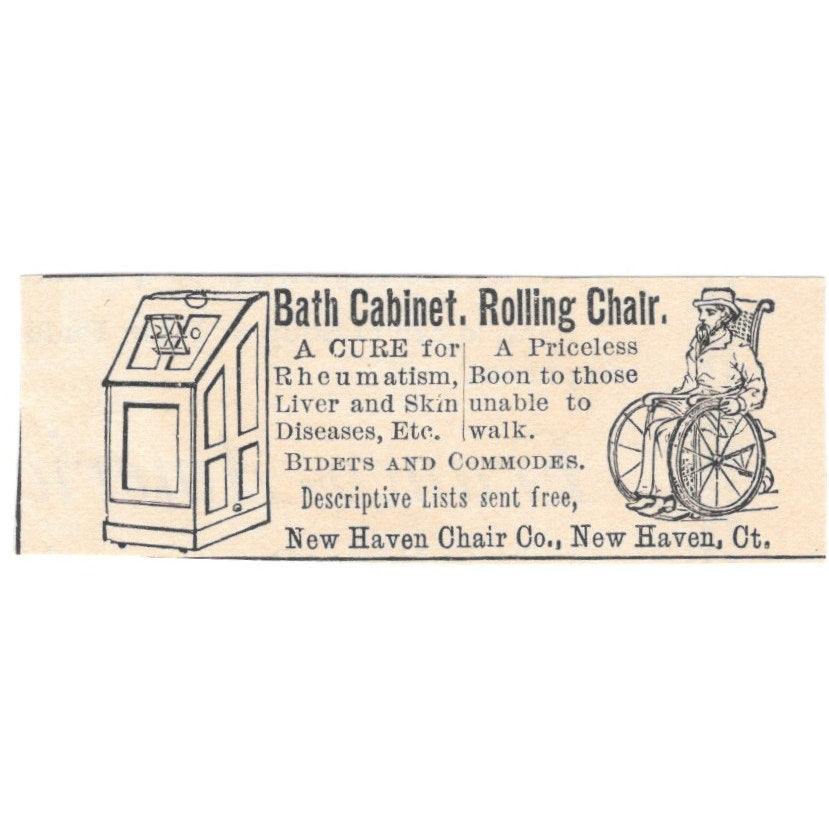 Bath Cabinet. Rolling Chair.
A CURE for
Rheumatism,
Liver and Skin
Diseases, Etc.
A Priceless
Boon to those
unable to
walk.
BIDETS AND COMMODES.
Descriptive Lists sent free,
New Haven Chair Co., New Haven, Ct.